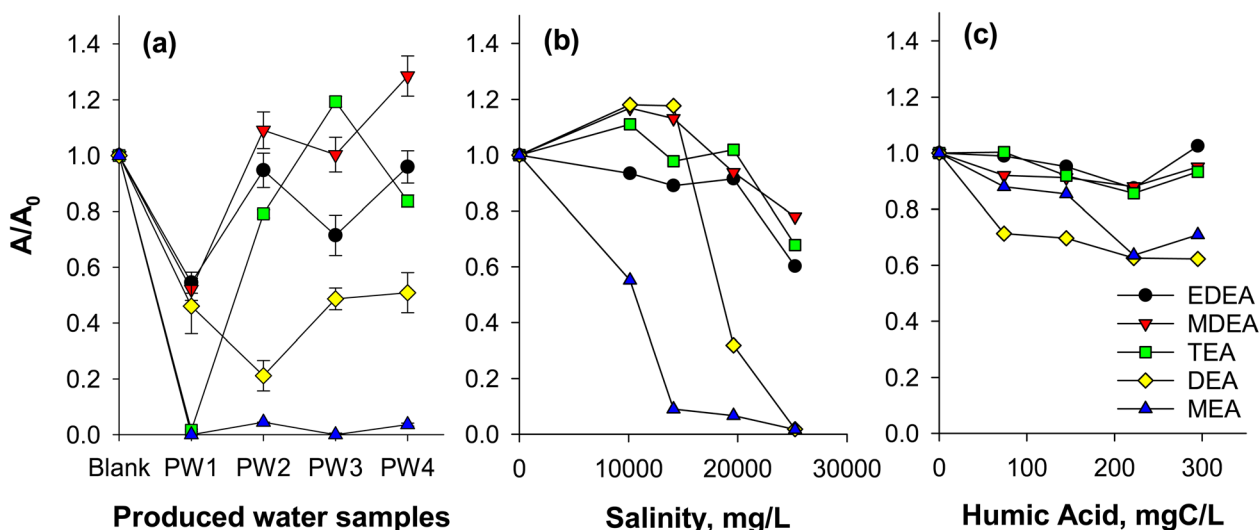 (a)
(b)
(c)
A/A0
1.4
1.2
1.0
0.8
0.6
0.4
0.2
0.0
Blank PW1 PW2 PW3 PW4
Produced water samples
1.4
1.2
1.0
0.8
0.6
0.4
0.2
0.0
0 10000 20000 30000
Salinity, mg/L
1.4
1.2
1.0
0.8
0.6
0.4
0.2
0.0
EDEA
MDEA
TEA
DEA
MEA
0 100 200 300
Humic Acid, mgC/L